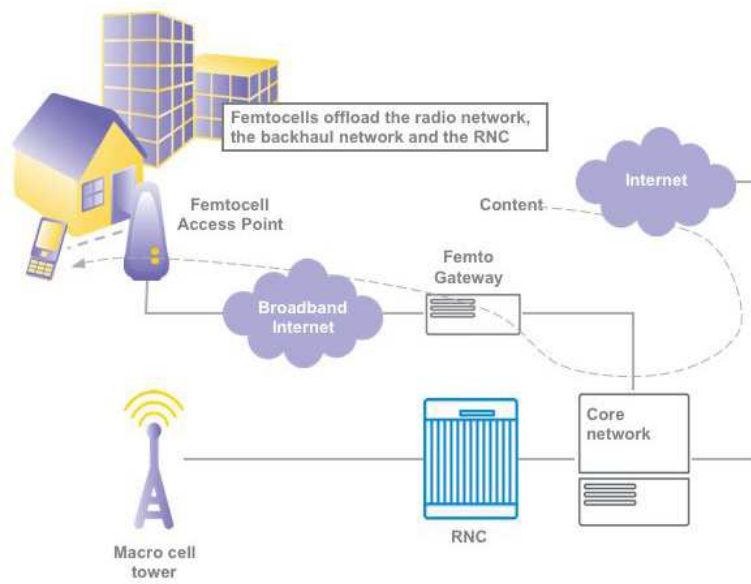 Femtocells offload the radio network,
the backhaul network and the RNC
Internet
Femtocell
Access Point
Content
Femto
Gateway
Broadband
Internet
Core
network
RNC
Macro cell
tower